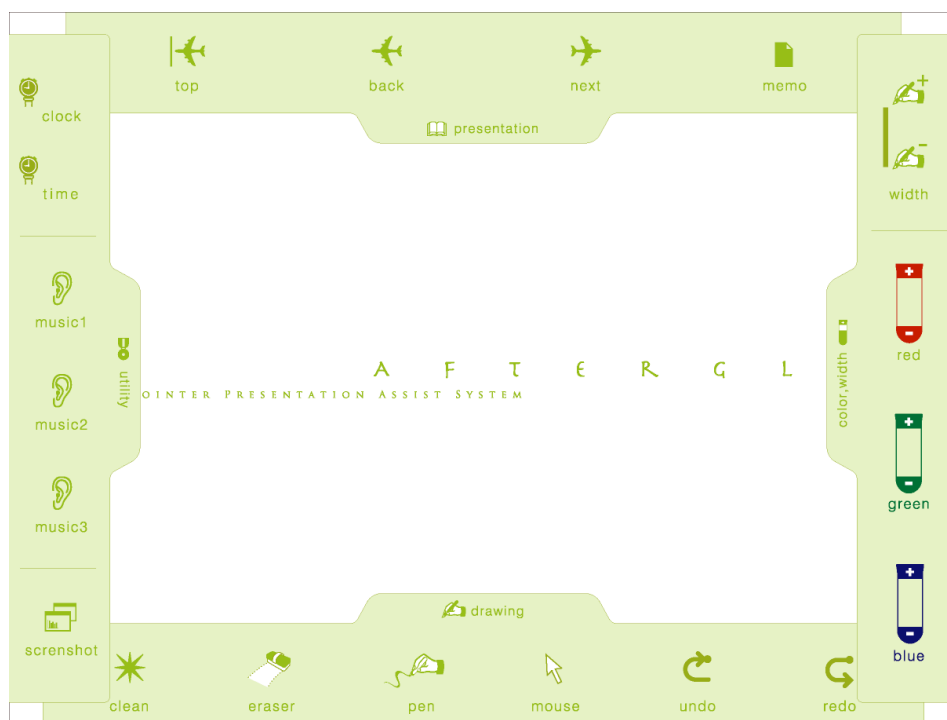 top
back
next
memo
presentation
clock
time
music1
music2
music3
screnshot
utility
A F T E R G L
OINTER PRESENTATION ASSIST SYSTEM
width
color,width
red
green
blue
drawing
clean
eraser
pen
mouse
undo
redo